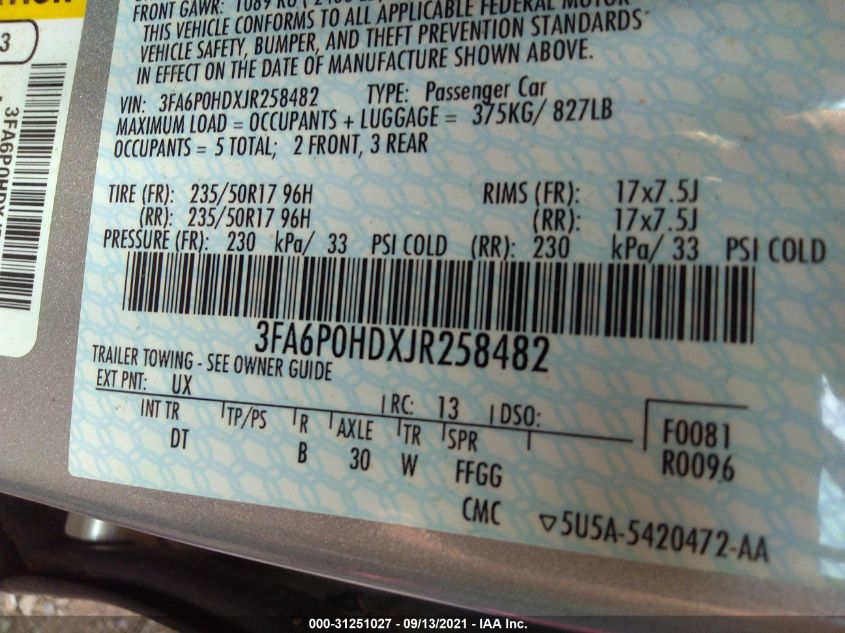 FRONT GAWR: 1089 KG
THIS VEHICLE CONFORMS TO ALL APPLICABLE FEDERAL MOTOR
VEHICLE SAFETY, BUMPER, AND THEFT PREVENTION STANDARDS
IN EFFECT ON THE DATE OF MANUFACTURE SHOWN ABOVE.
VIN: 3FA6P0HDXJR258482 TYPE: Passenger Car
MAXIMUM LOAD = OCCUPANTS + LUGGAGE = 375KG/ 827LB
OCCUPANTS = 5 TOTAL; 2 FRONT, 3 REAR
TIRE (FR): 235/50R17 96H RIMS (FR): 17x7.5J
(RR): 235/50R17 96H (RR): 17x7.5J
PRESSURE (FR): 230 kPa/ 33 PSI COLD (RR): 230 kPa/ 33 PSI COLD
3FA6P0HDXJR258482
TRAILER TOWING - SEE OWNER GUIDE
EXT PNT: UX RC: 13 DSO:
INT TR TP/PS R AXLE TR SPR F0081
DT B 30 W FFGG R0096
CMC ▽5U5A-5420472-AA
3
000-31251027 - 09/13/2021 - IAA Inc.